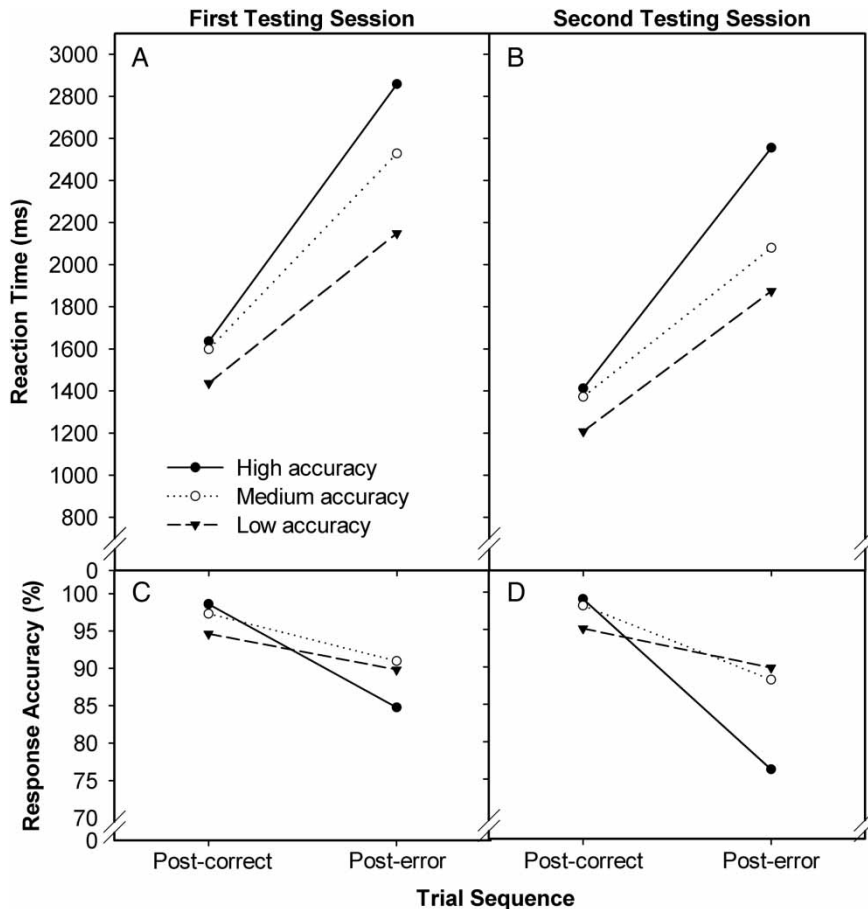 First Testing Session
Second Testing Session
A
B
3000
2800
2600
2400
2200
2000
1800
1600
1400
1200
1000
800
0
Reaction Time (ms)
High accuracy
Medium accuracy
Low accuracy
C
D
100
95
90
85
80
75
70
0
Response Accuracy (%)
Post-correct
Post-error
Post-correct
Post-error
Trial Sequence